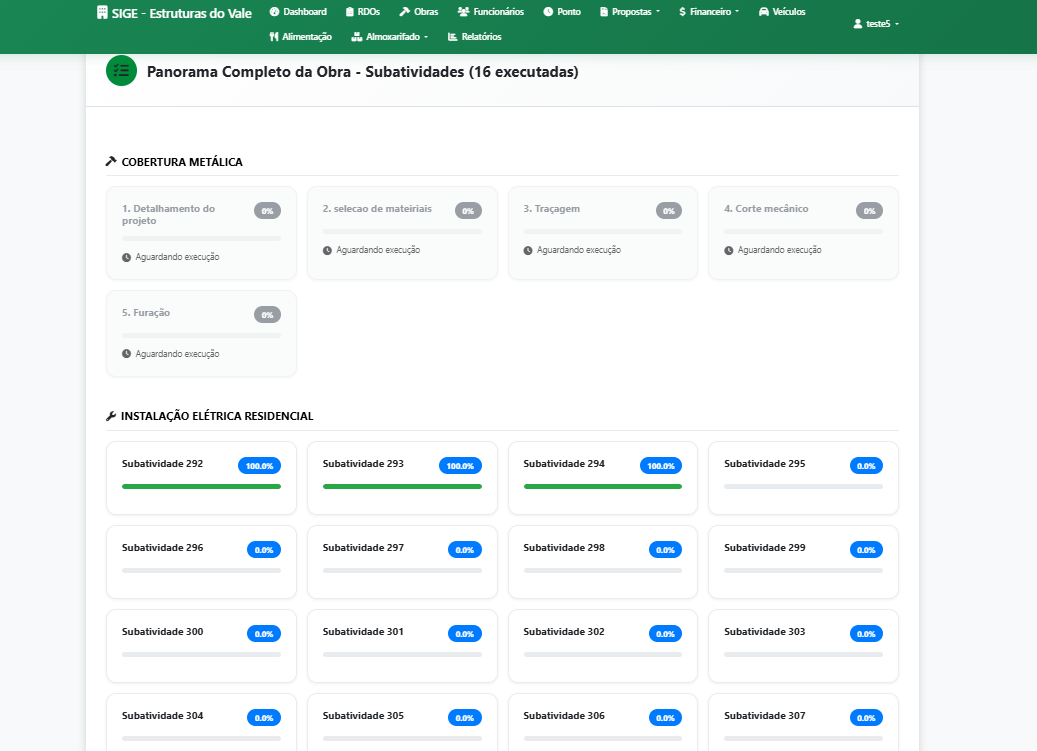 SIGE - Estruturas do Vale
Dashboard
RDOs
Obras
Funcionários
Ponto
Propostas
Financeiro
Veículos
Alimentação
Almoxarifado
Relatórios
teste5
Panorama Completo da Obra - Subatividades (16 executadas)
COBERTURA METÁLICA
1. Detalhamento do
projeto
0%
Aguardando execução
2. selecao de mateiriais
0%
Aguardando execução
3. Traçagem
0%
Aguardando execução
4. Corte mecânico
0%
Aguardando execução
5. Furação
0%
Aguardando execução
INSTALAÇÃO ELÉTRICA RESIDENCIAL
Subatividade 292
100.0%
Subatividade 293
100.0%
Subatividade 294
100.0%
Subatividade 295
0.0%
Subatividade 296
0.0%
Subatividade 297
0.0%
Subatividade 298
0.0%
Subatividade 299
0.0%
Subatividade 300
0.0%
Subatividade 301
0.0%
Subatividade 302
0.0%
Subatividade 303
0.0%
Subatividade 304
0.0%
Subatividade 305
0.0%
Subatividade 306
0.0%
Subatividade 307
0.0%